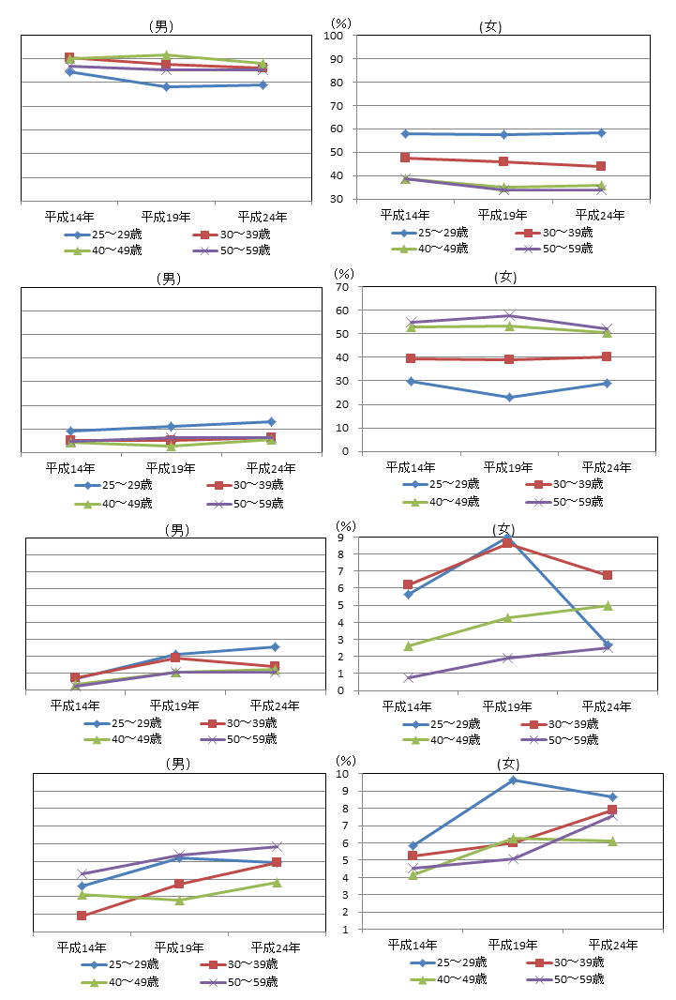 （男）
(%)
(女)
100
90
80
70
60
50
40
30
平成14年 平成19年 平成24年
25～29歳 30～39歳
40～49歳 50～59歳
平成14年 平成19年 平成24年
25～29歳 30～39歳
40～49歳 50～59歳
（男）
(%)
(女)
70
60
50
40
30
20
10
0
平成14年 平成19年 平成24年
25～29歳 30～39歳
40～49歳 50～59歳
平成14年 平成19年 平成24年
25～29歳 30～39歳
40～49歳 50～59歳
（男）
(%)
(女)
9
8
7
6
5
4
3
2
1
0
平成14年 平成19年 平成24年
25～29歳 30～39歳
40～49歳 50～59歳
平成14年 平成19年 平成24年
25～29歳 30～39歳
40～49歳 50～59歳
（男）
(%)
(女)
10
9
8
7
6
5
4
3
2
1
平成14年 平成19年 平成24年
25～29歳 30～39歳
40～49歳 50～59歳
平成14年 平成19年 平成24年
25～29歳 30～39歳
40～49歳 50～59歳